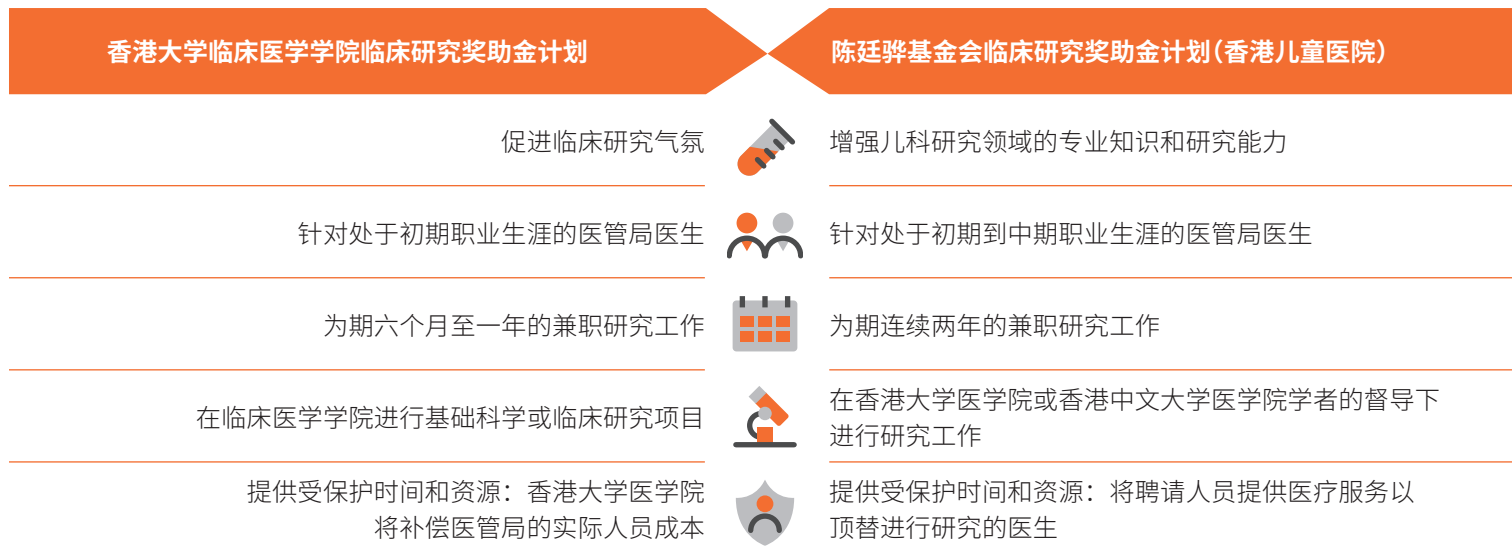 香港大学临床医学学院临床研究奖助金计划
陈廷骅基金会临床研究奖助金计划（香港儿童医院）
促进临床研究气氛
增强儿科研究领域的专业知识和研究能力
针对处于初期职业生涯的医管局医生
针对处于初期到中期职业生涯的医管局医生
为期六个月至一年的兼职研究工作
为期连续两年的兼职研究工作
在临床医学学院进行基础科学或临床研究项目
在香港大学医学院或香港中文大学医学院学者的督导下
进行研究工作
提供受保护时间和资源：香港大学医学院
将补偿医管局的实际人员成本
提供受保护时间和资源：将聘请人员提供医疗服务以
顶替进行研究的医生